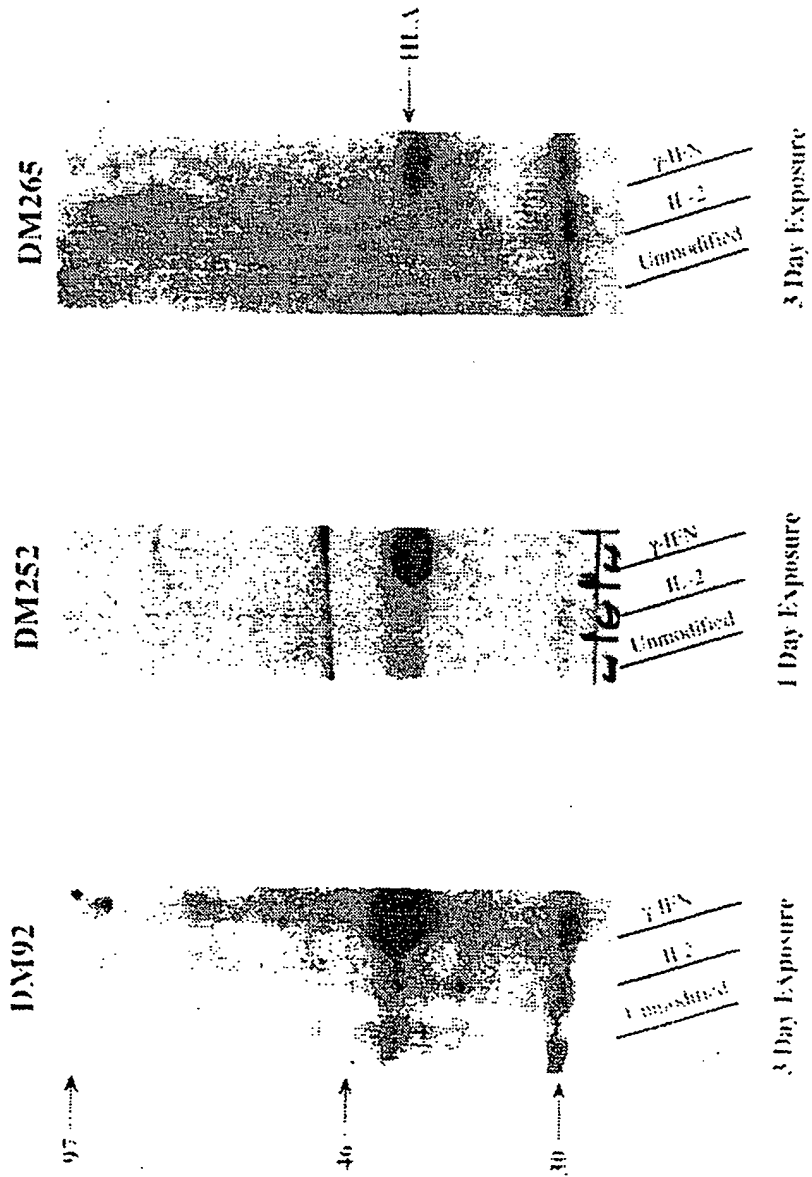 DM92
DM252
DM265
97
46
30
HLA
Unmodified
IL-2
γ-IFN
Unmodified
IL-2
γ-IFN
Unmodified
IL-2
γ-IFN
3 Day Exposure
1 Day Exposure
3 Day Exposure